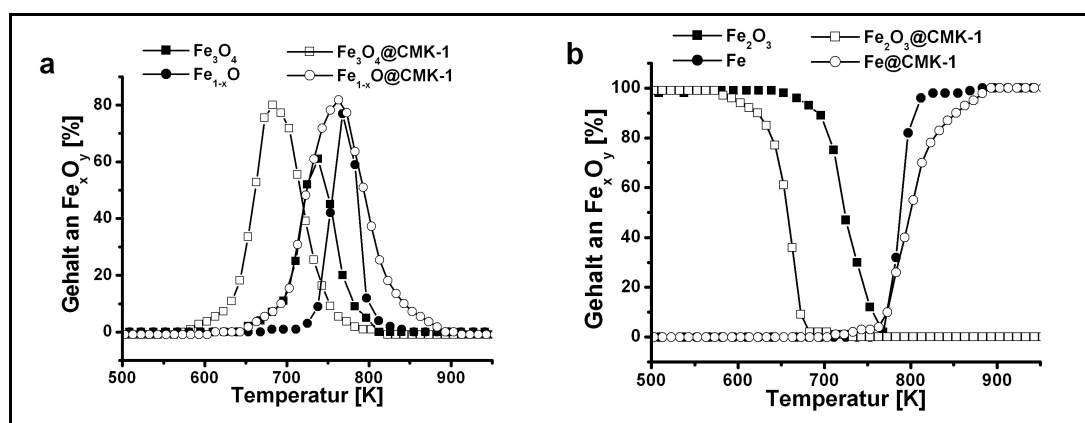 a
Fe3O4
Fe3O4@CMK-1
Fe1-xO
Fe1-xO@CMK-1
Gehalt an FexOy [%]
80
60
40
20
0
500
600
700
800
900
Temperatur [K]
b
Fe2O3
Fe2O3@CMK-1
Fe
Fe@CMK-1
Gehalt an FexOy [%]
100
80
60
40
20
0
500
600
700
800
900
Temperatur [K]